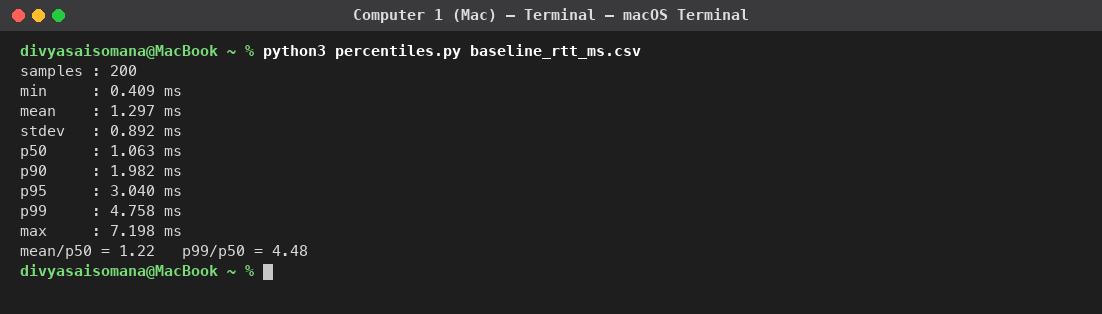 Computer 1 (Mac) — Terminal — macOS Terminal
divyasaisomana@MacBook ~ % python3 percentiles.py baseline_rtt_ms.csv
samples : 200
min     : 0.409 ms
mean    : 1.297 ms
stdev   : 0.892 ms
p50     : 1.063 ms
p90     : 1.982 ms
p95     : 3.040 ms
p99     : 4.758 ms
max     : 7.198 ms
mean/p50 = 1.22   p99/p50 = 4.48
divyasaisomana@MacBook ~ %